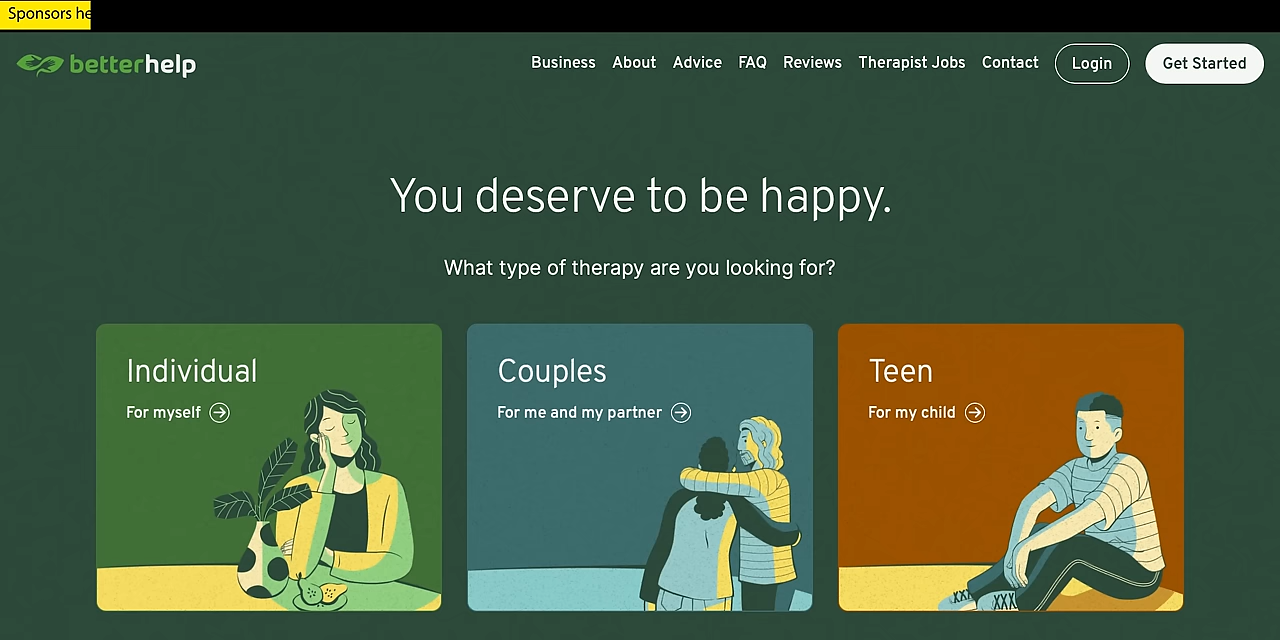 Sponsors
betterhelp
Business About Advice FAQ Reviews Therapist Jobs Contact Login Get Started
You deserve to be happy.
What type of therapy are you looking for?
Individual
For myself
Couples
For me and my partner
Teen
For my child